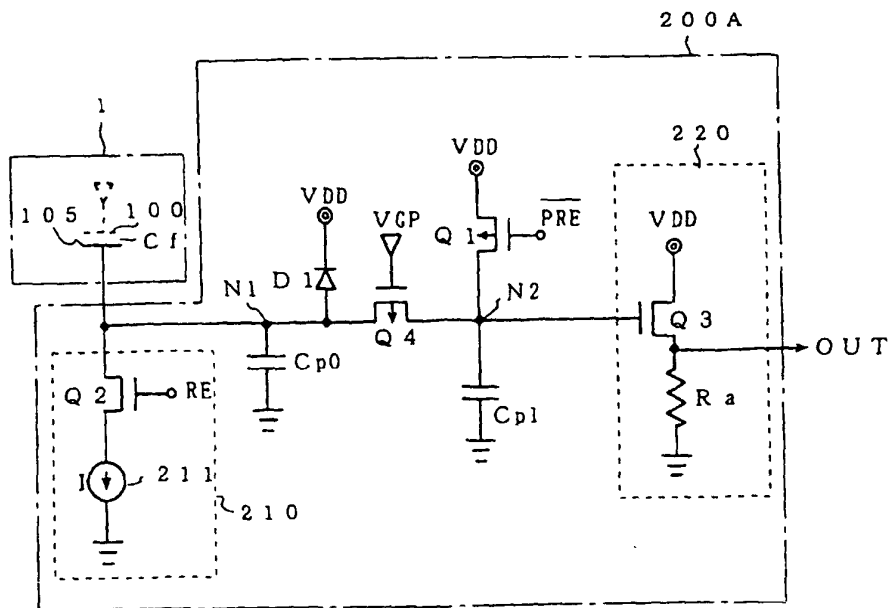 200A
1
220
VDD
VDD
VDD
VGP
PRE
105
100
Cf
D1
Q1
N1
N2
Q3
Q4
OUT
Cp0
Q2
RE
Cp1
Ra
I
211
210